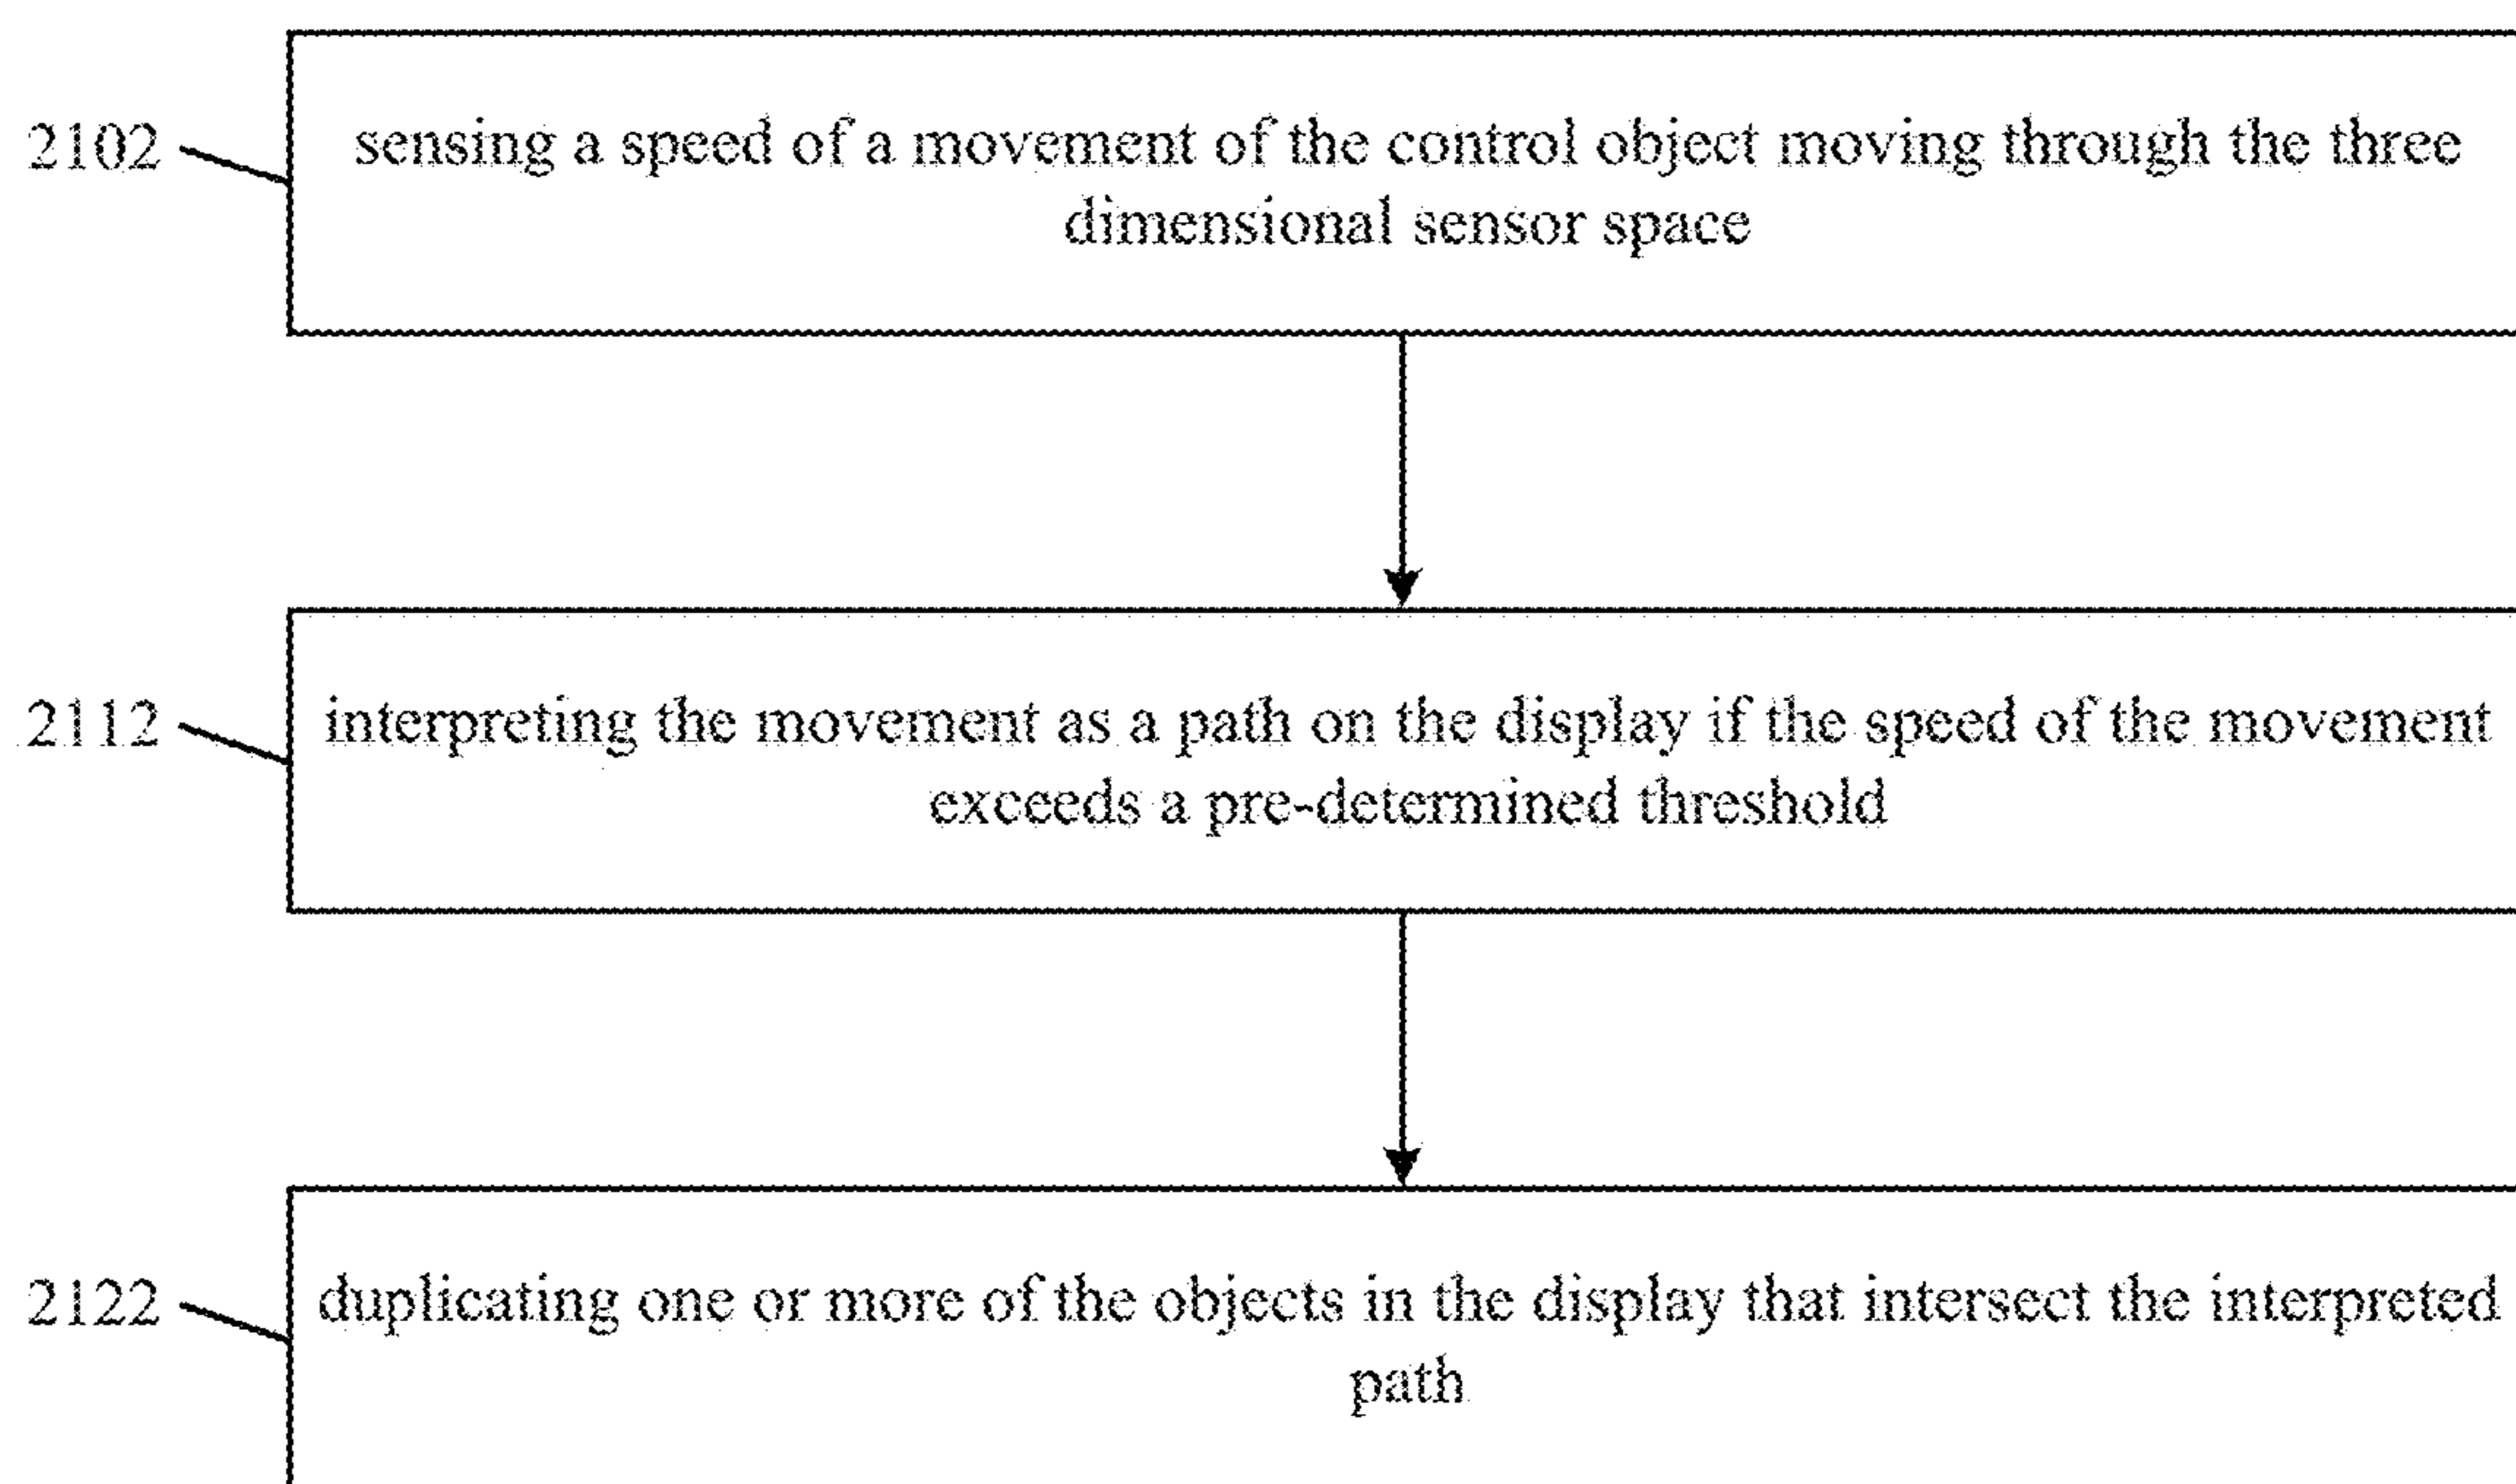 2102
sensing a speed of a movement of the control object moving through the three
dimensional sensor space
2112
interpreting the movement as a path on the display if the speed of the movement
exceeds a pre-determined threshold
2122
duplicating one or more of the objects in the display that intersect the interpreted
path